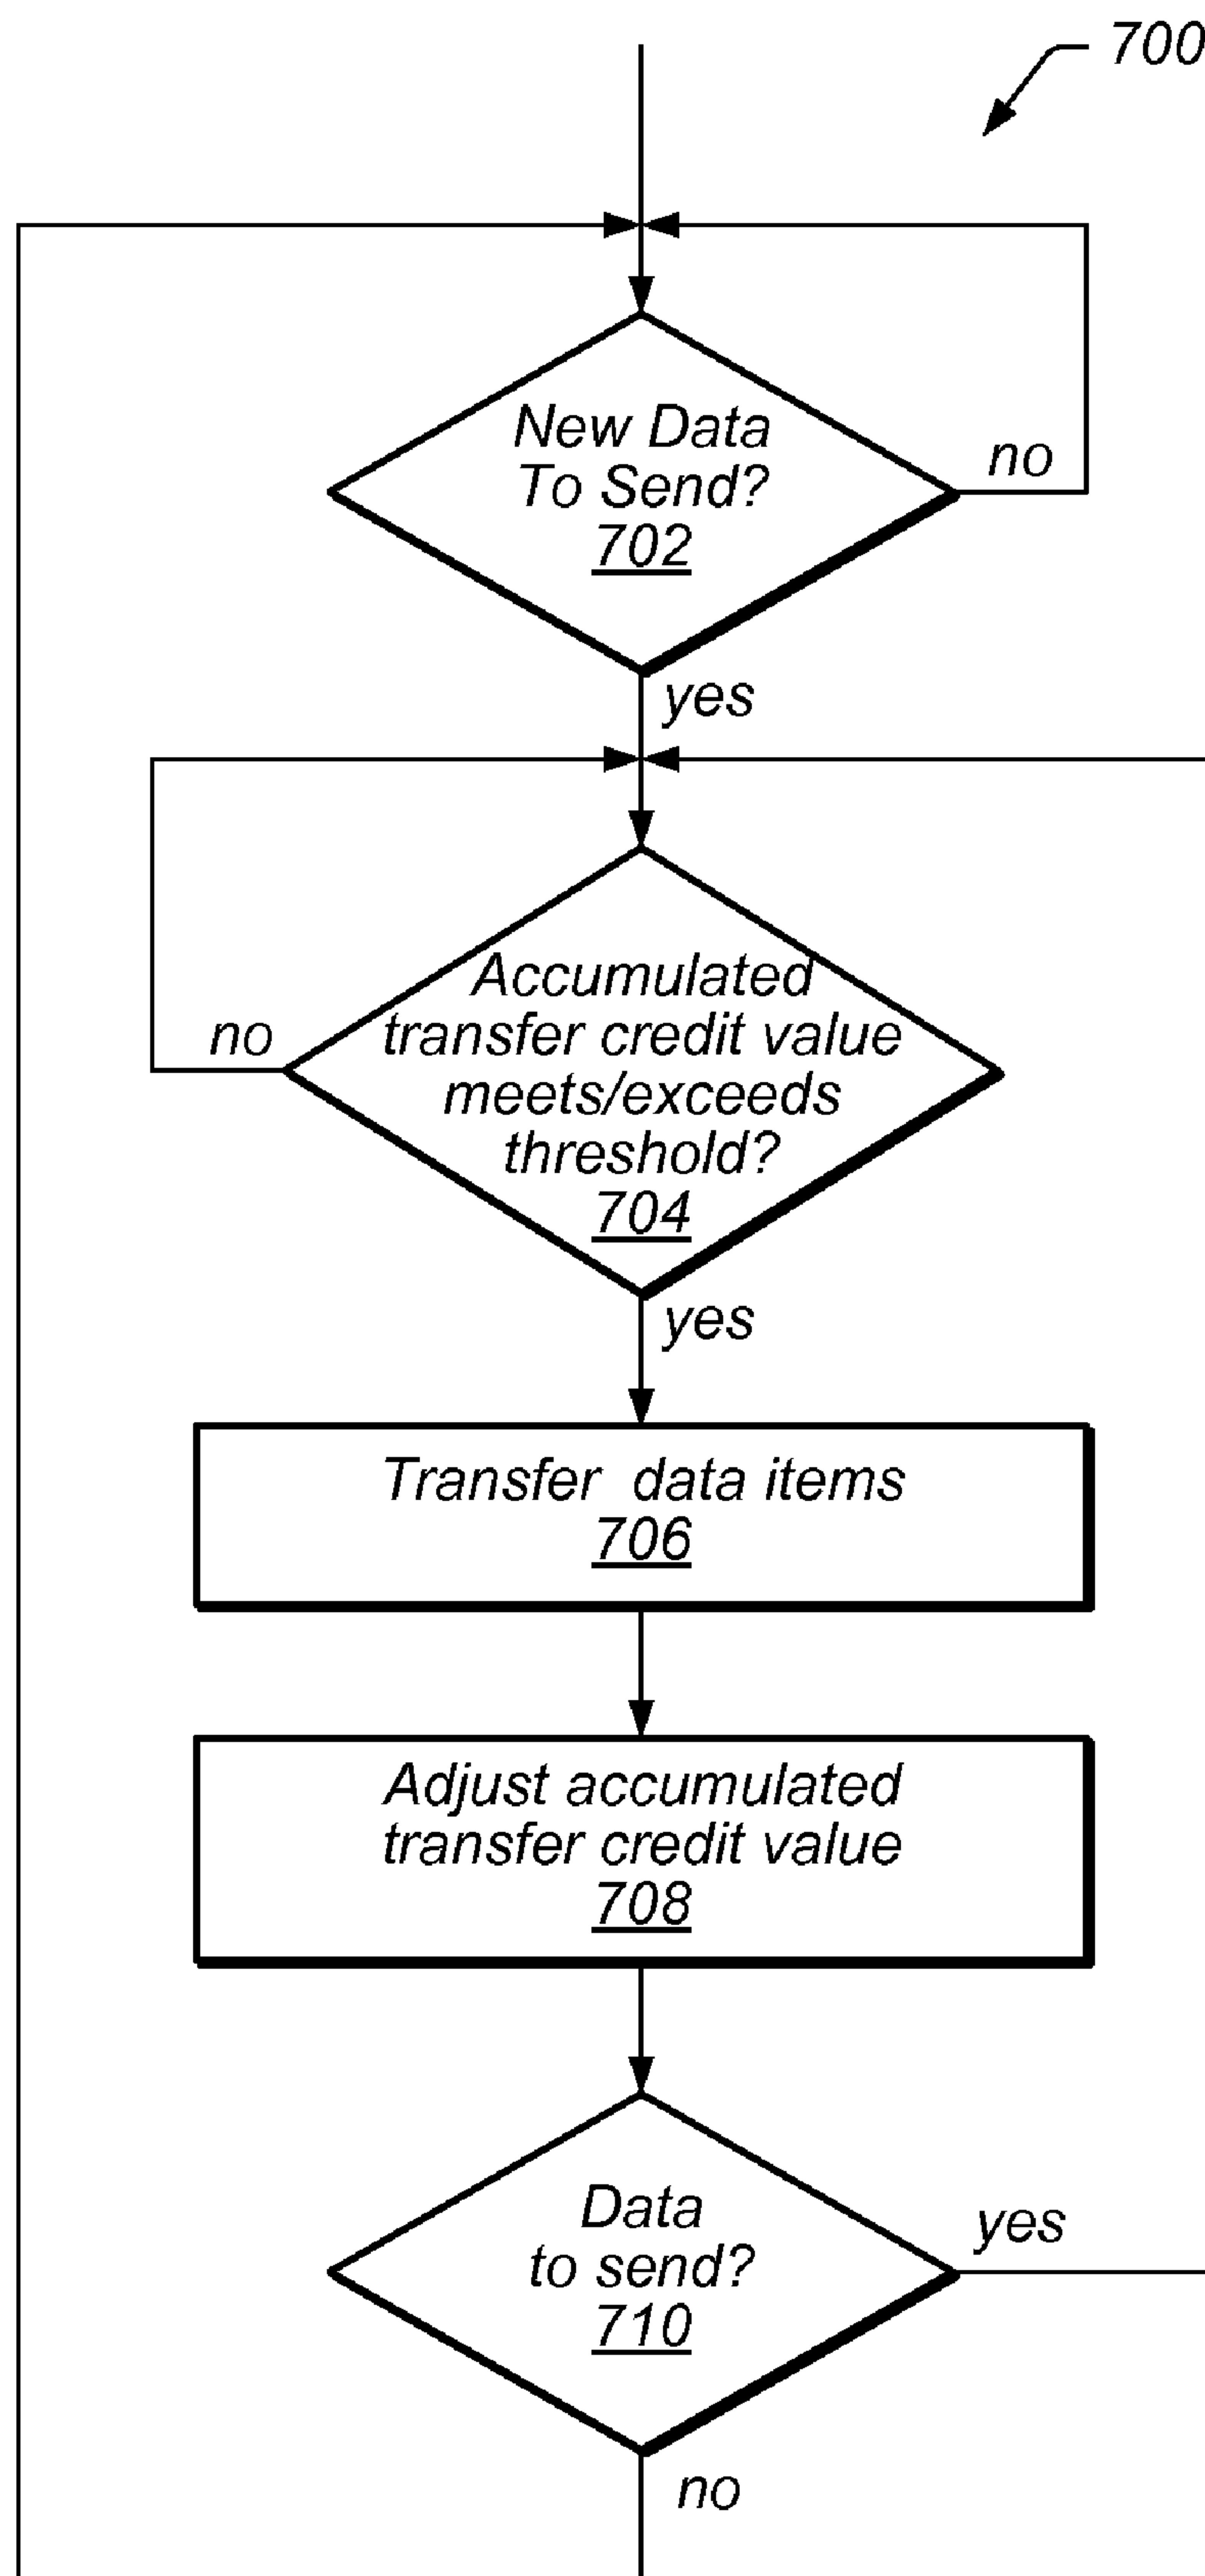 700
New Data
To Send?
702
no
yes
Accumulated
transfer credit value
meets/exceeds
threshold?
704
no
yes
Transfer data items
706
Adjust accumulated
transfer credit value
708
Data
to send?
710
yes
no